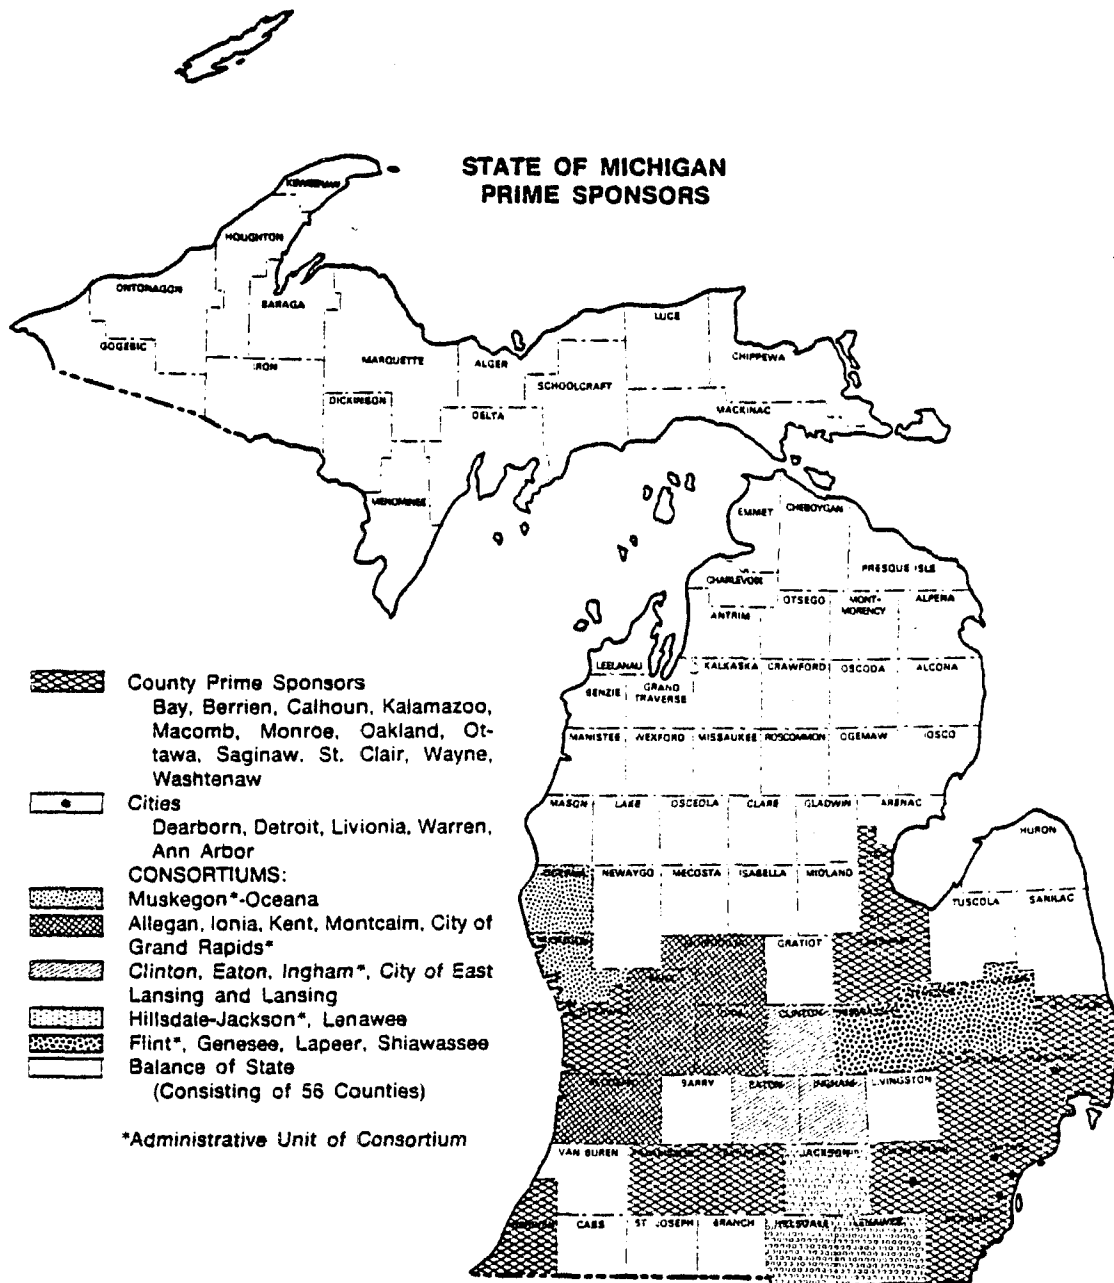 STATE OF MICHIGAN
PRIME SPONSORS
KEWEENAW
HOUGHTON
ONTONAGON
BARAGA
LUCE
GOGEBIC
IRON
MARQUETTE
ALGER
CHIPPEWA
SCHOOLCRAFT
DICKINSON
DELTA
MACKINAC
MENOMINEE
EMMET
CHEBOYGAN
PRESQUE ISLE
CHARLEVOIX
ANTRIM
OTSEGO
MONT-
MORENCY
ALPENA
LEELANAU
KALKASKA
CRAWFORD
OSCODA
ALCONA
BENZIE
GRAND
TRAVERSE
MANISTEE
WEXFORD
MISSAUKEE
ROSCOMMON
OGEMAW
IOSCO
MASON
LAKE
OSCEOLA
CLARE
GLADWIN
ARENAC
HURON
OCEANA
NEWAYGO
MECOSTA
ISABELLA
MIDLAND
TUSCOLA
SANILAC
GRATIOT
CLINTON
BARRY
EATON
INGHAM
LIVINGSTON
VAN BUREN
JACKSON
CASS
ST. JOSEPH
BRANCH
HILLSDALE
LENAWEE
County Prime Sponsors
Bay, Berrien, Calhoun, Kalamazoo,
Macomb, Monroe, Oakland, Ot-
tawa, Saginaw. St. Clair, Wayne,
Washtenaw
Cities
Dearborn, Detroit, Livionia, Warren,
Ann Arbor
CONSORTIUMS:
Muskegon*-Oceana
Allegan, Ionia, Kent, Montcalm, City of
Grand Rapids*
Clinton, Eaton, Ingham*, City of East
Lansing and Lansing
Hillsdale-Jackson*, Lenawee
Flint*, Genesee, Lapeer, Shiawassee
Balance of State
(Consisting of 56 Counties)
*Administrative Unit of Consortium